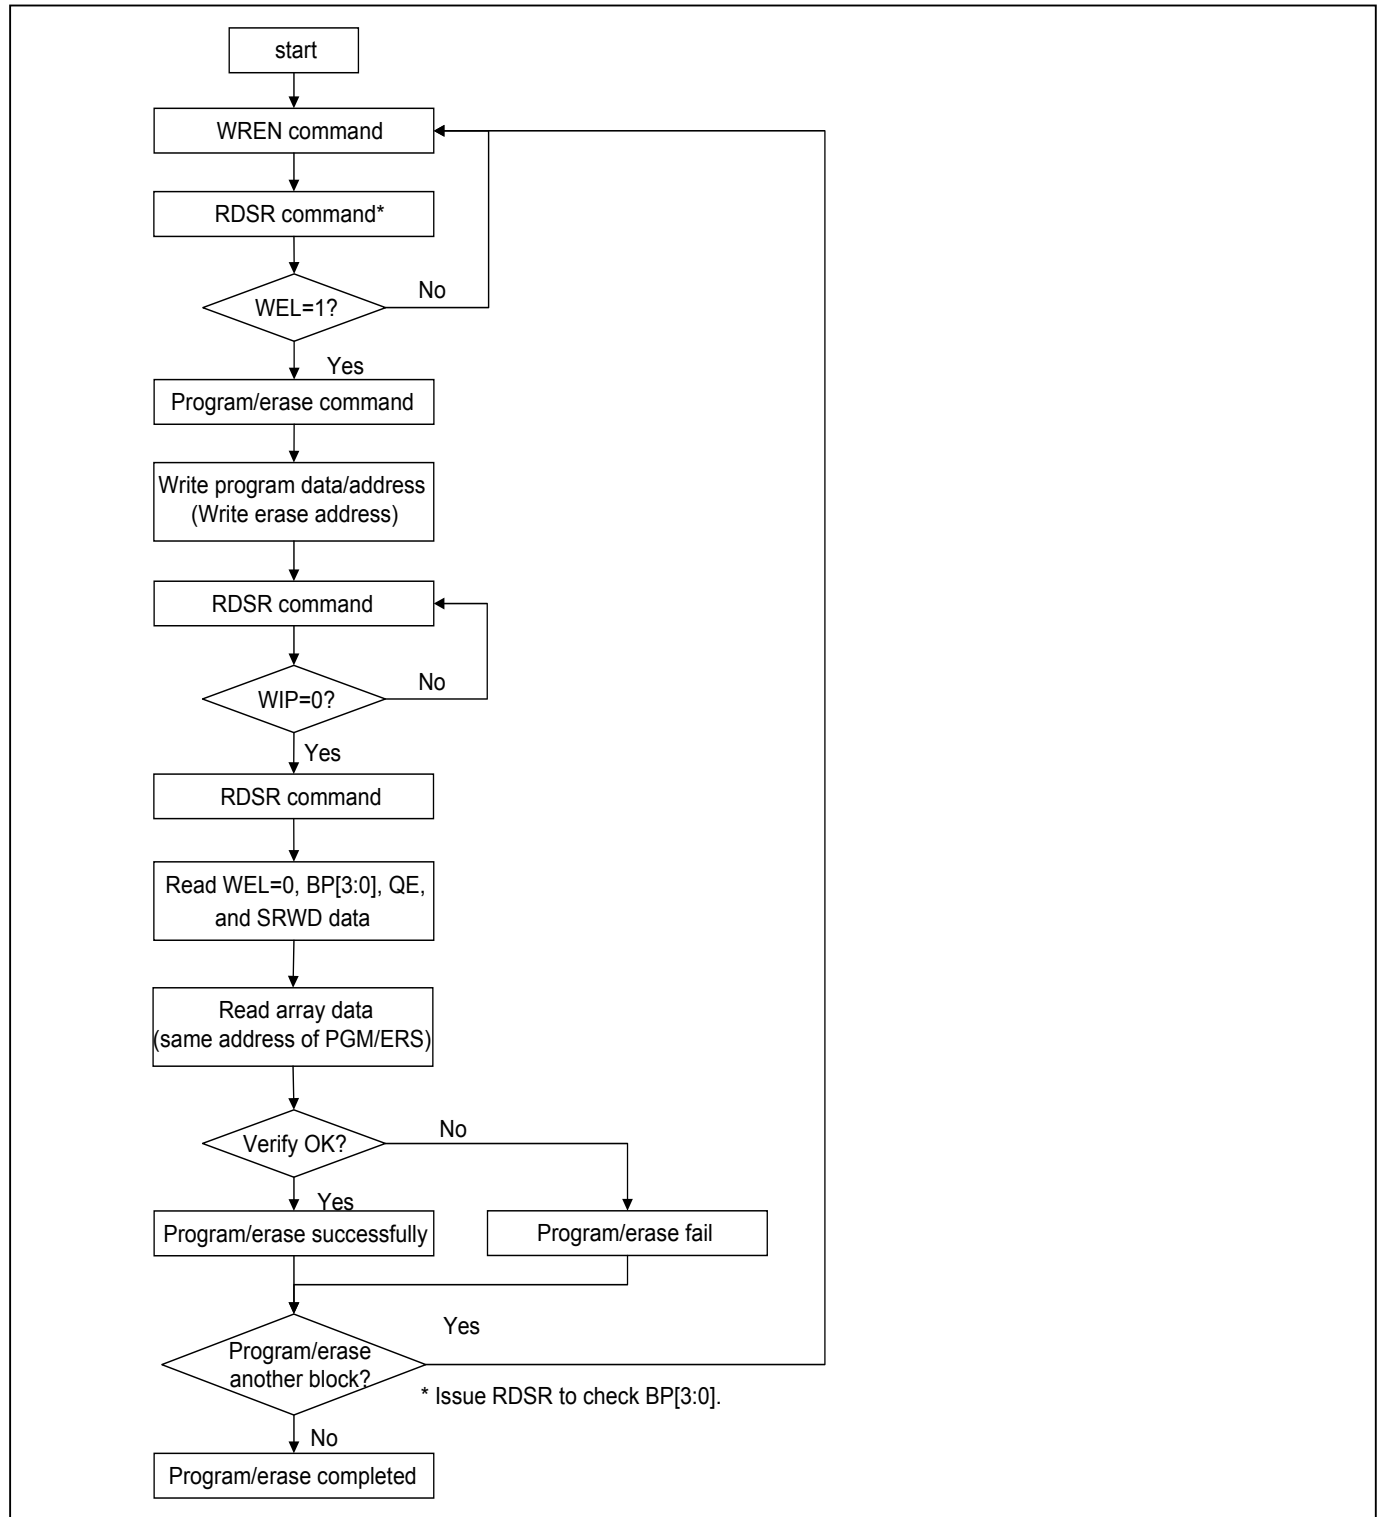 start
WREN command
RDSR command*
WEL=1?
No
Yes
Program/erase command
Write program data/address
(Write erase address)
RDSR command
WIP=0?
No
Yes
RDSR command
Read WEL=0, BP[3:0], QE,
and SRWD data
Read array data
(same address of PGM/ERS)
Verify OK?
No
Yes
Program/erase successfully
Program/erase fail
Yes
Program/erase
another block?
* Issue RDSR to check BP[3:0].
No
Program/erase completed